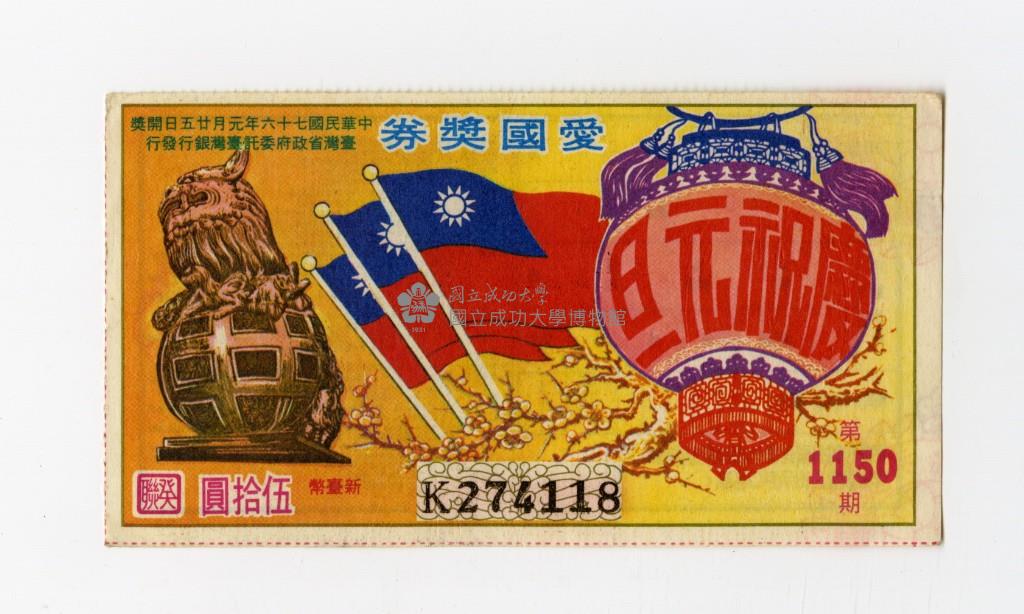 中華民國七十六年元月廿五日開獎
臺灣省政府委託臺灣銀行發行
愛國獎券
慶祝元旦
國立成功大學
國立成功大學博物館
1931
第
1150
期
新臺幣
伍拾圓
癸聯
K274118